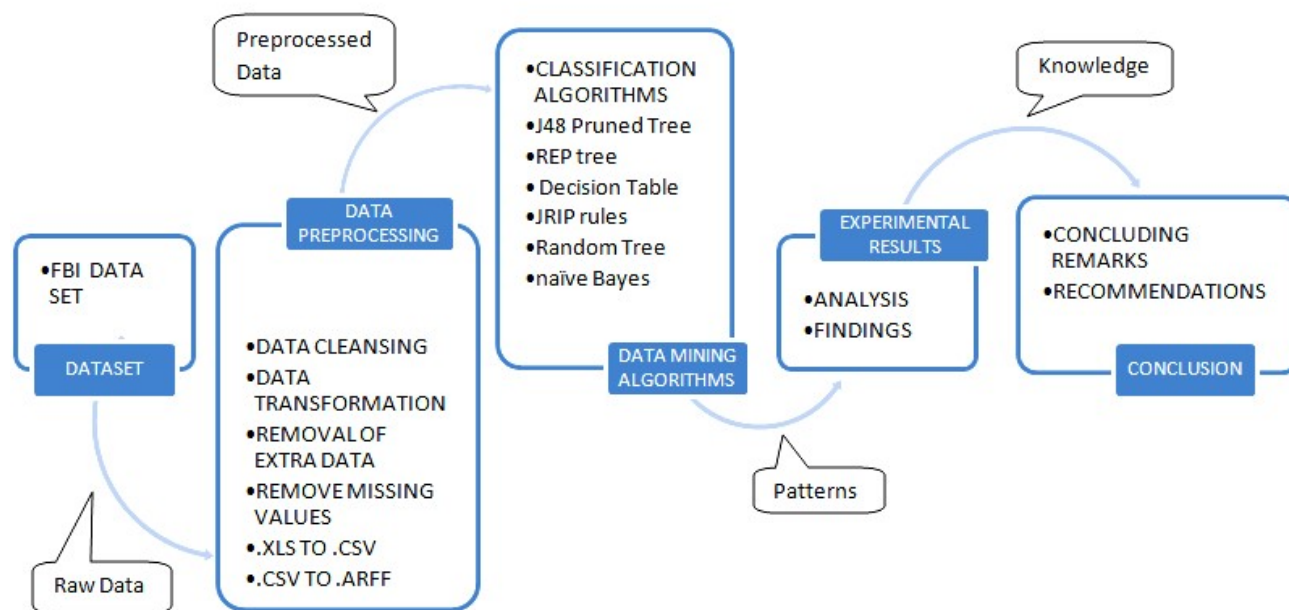 •FBI DATA
SET
DATASET
Raw Data
DATA
PREPROCESSING
•DATA CLEANSING
•DATA
TRANSFORMATION
•REMOVAL OF
EXTRA DATA
•REMOVE MISSING
VALUES
•.XLS TO .CSV
•.CSV TO .ARFF
Preprocessed
Data
•CLASSIFICATION
ALGORITHMS
•J48 Pruned Tree
•REP tree
• Decision Table
•JRIP rules
•Random Tree
•naïve Bayes
DATA MINING
ALGORITHMS
Patterns
EXPERIMENTAL
RESULTS
•ANALYSIS
•FINDINGS
Knowledge
•CONCLUDING
REMARKS
•RECOMMENDATIONS
CONCLUSION